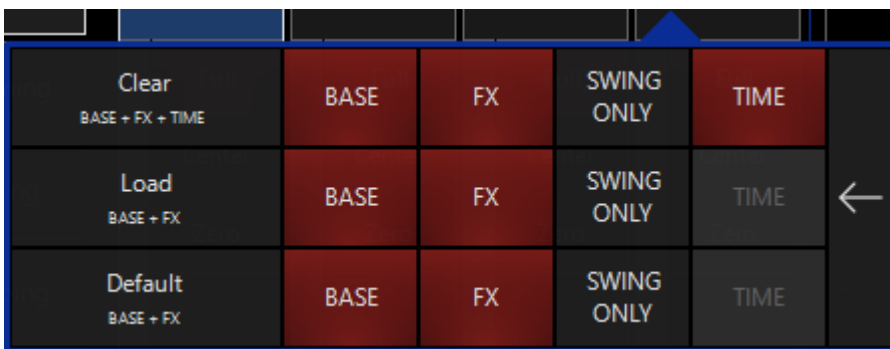 Clear
BASE + FX + TIME
BASE
FX
SWING
ONLY
TIME
Load
BASE + FX
BASE
FX
SWING
ONLY
TIME
Default
BASE + FX
BASE
FX
SWING
ONLY
TIME